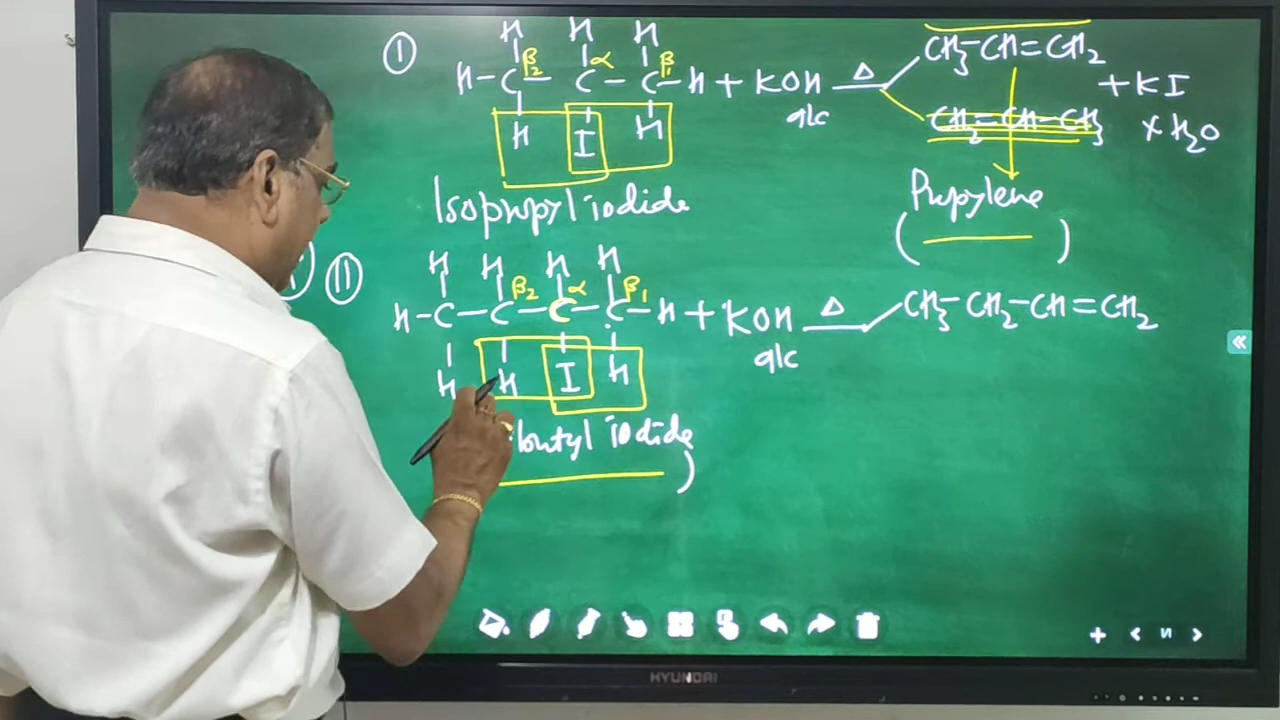 ①
H H H
H-C β2 - C α - C β1 -H + KOH Δ CH3-CH=CH2 + KI
alc CH2=CH-CH3 × H2O
H I H
Isopropyl iodide
Propylene
( )
⑪
H H H H
H-C-C β2 -C α -C β1 -H + KOH Δ CH3-CH2-CH=CH2
alc
H H I H
butyl iodide
)
HYUNDAI